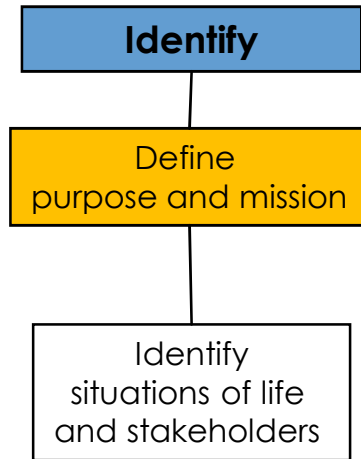 Identify
Define
purpose and mission
Identify
situations of life
and stakeholders